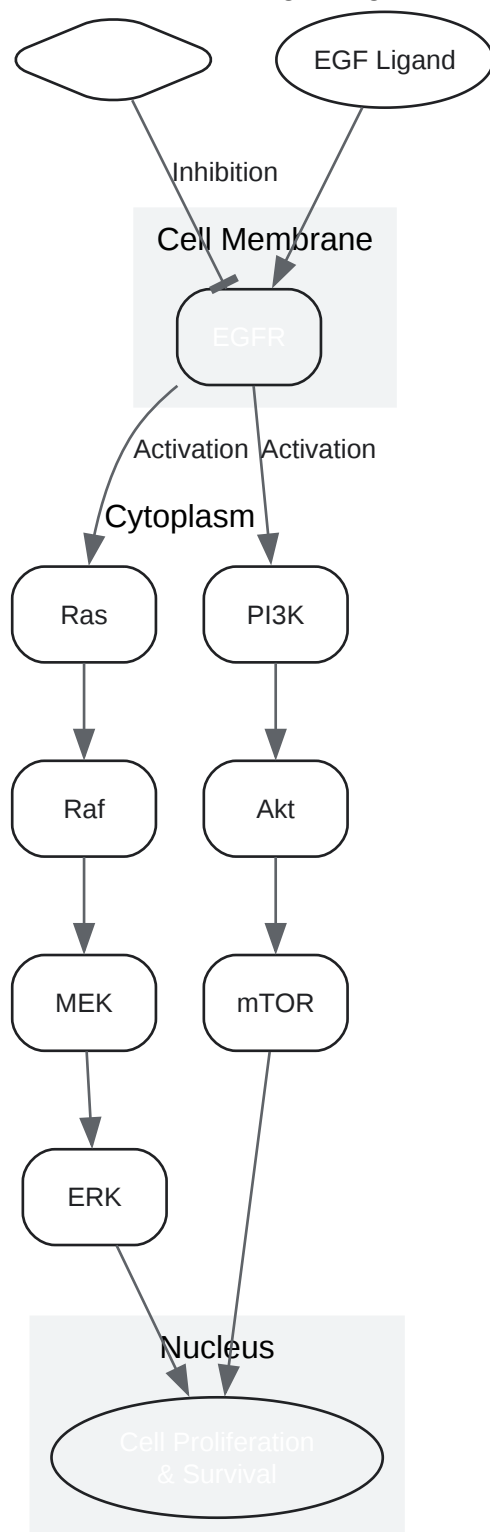 EGF Ligand
Inhibition
Cell Membrane
EGFR
Activation
Activation
Cytoplasm
Ras
PI3K
Raf
Akt
MEK
mTOR
ERK
Nucleus
Cell Proliferation
& Survival